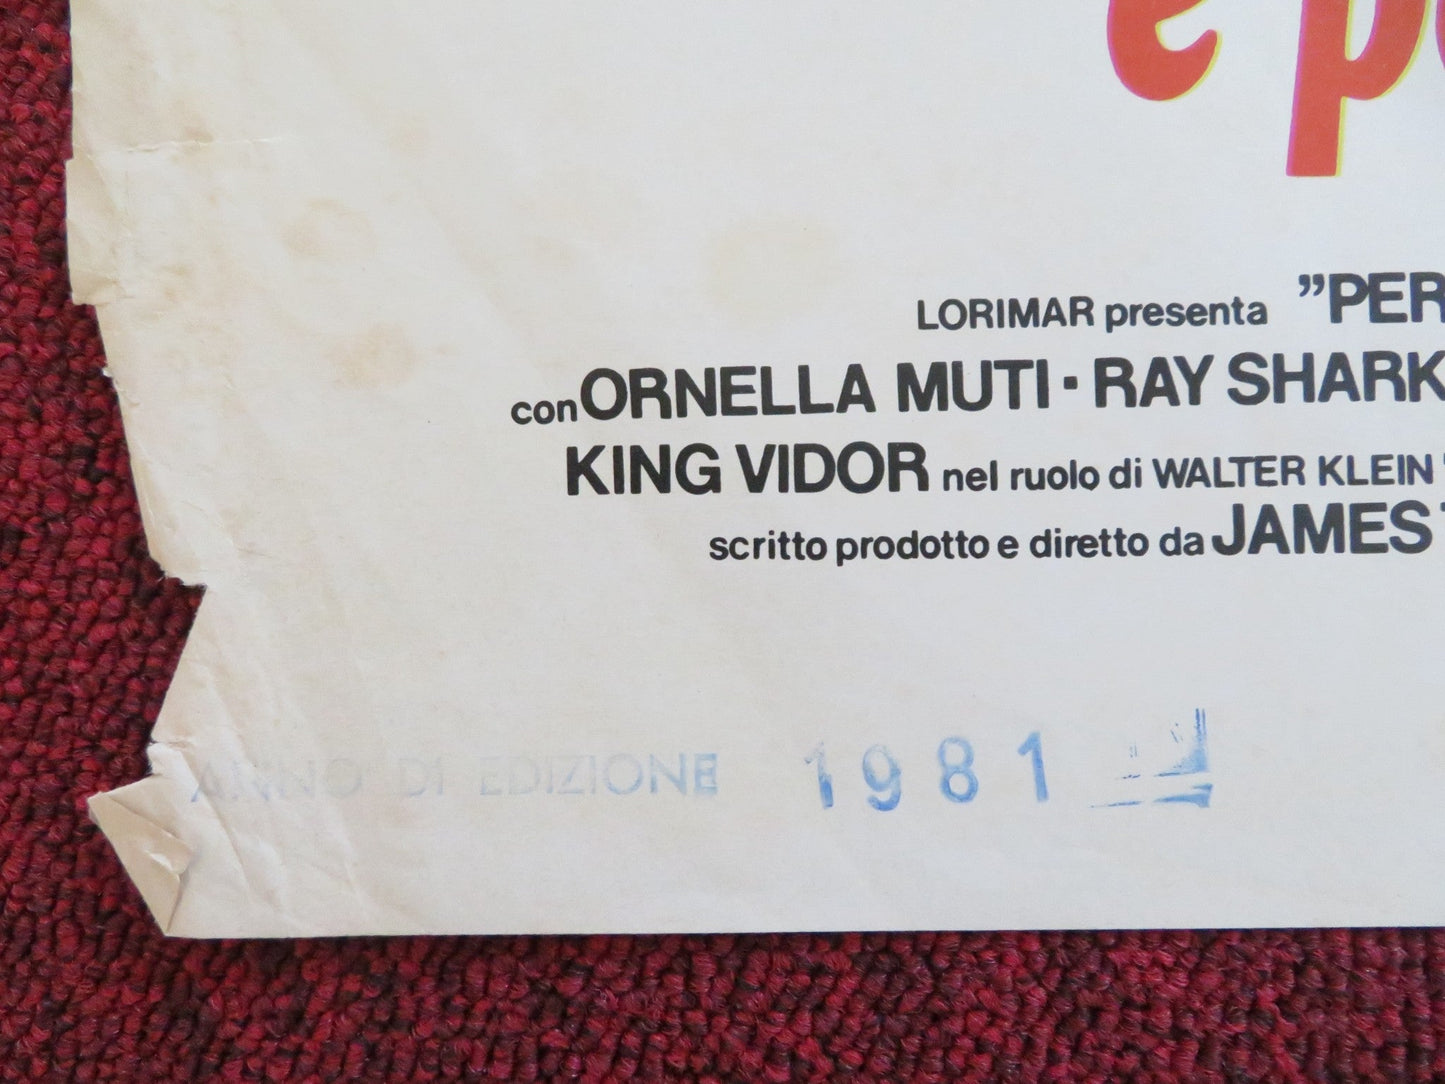 e p
LORIMAR presenta "PER
con ORNELLA MUTI · RAY SHARK
KING VIDOR nel ruolo di WALTER KLEIN "
scritto prodotto e diretto da JAMES
ANNO DI EDIZIONE 1981